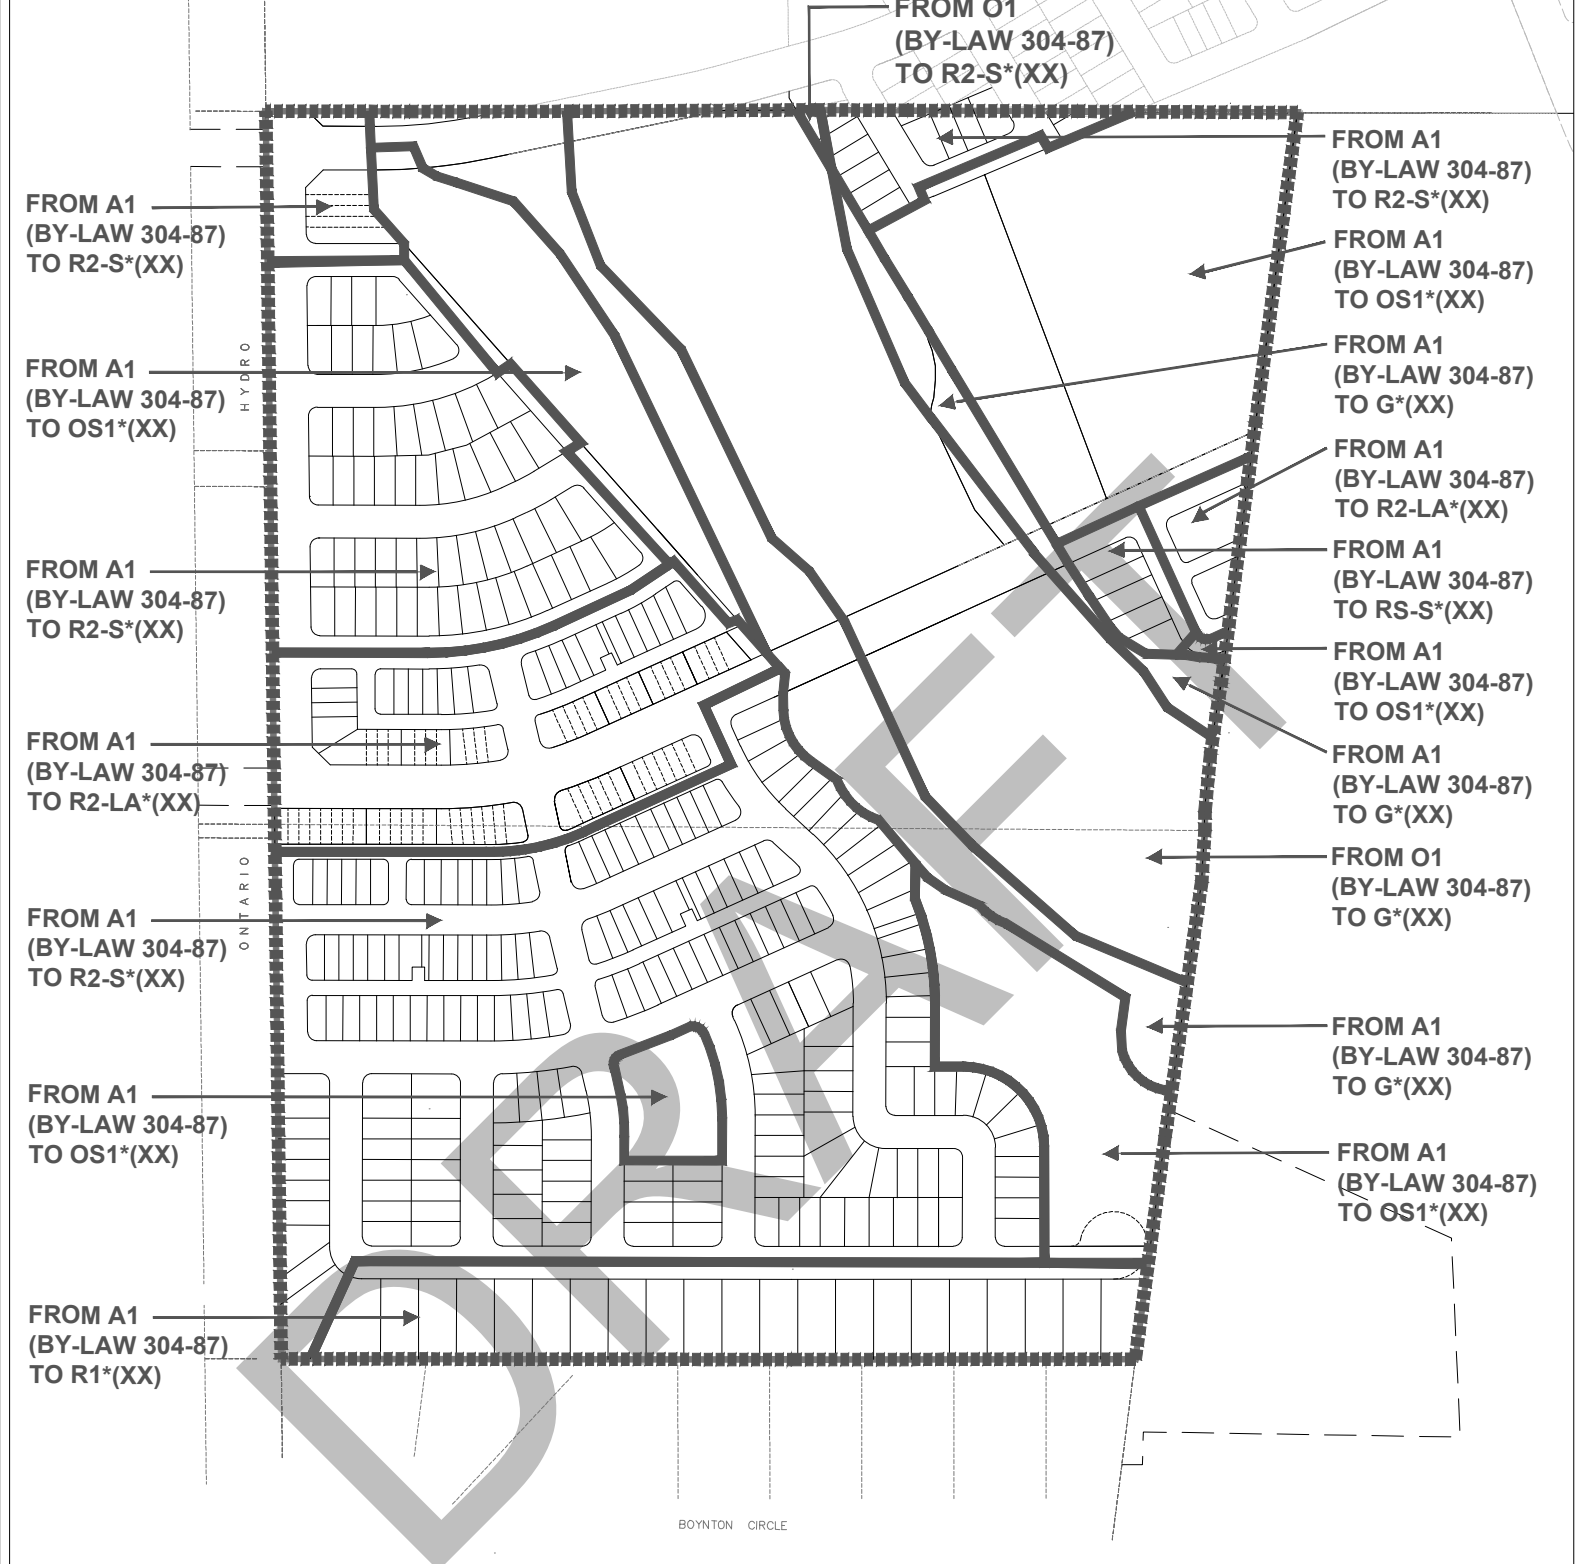 FROM O1
(BY-LAW 304-87)
TO R2-S*(XX)
FROM A1
(BY-LAW 304-87)
TO R2-S*(XX)
FROM A1
(BY-LAW 304-87)
TO OS1*(XX)
FROM A1
(BY-LAW 304-87)
TO R2-S*(XX)
FROM A1
(BY-LAW 304-87)
TO R2-LA*(XX)
FROM A1
(BY-LAW 304-87)
TO R2-S*(XX)
FROM A1
(BY-LAW 304-87)
TO OS1*(XX)
FROM A1
(BY-LAW 304-87)
TO R1*(XX)
HYDRO
ONTARIO
FROM A1
(BY-LAW 304-87)
TO R2-S*(XX)
FROM A1
(BY-LAW 304-87)
TO OS1*(XX)
FROM A1
(BY-LAW 304-87)
TO G*(XX)
FROM A1
(BY-LAW 304-87)
TO R2-LA*(XX)
FROM A1
(BY-LAW 304-87)
TO RS-S*(XX)
FROM A1
(BY-LAW 304-87)
TO OS1*(XX)
FROM A1
(BY-LAW 304-87)
TO G*(XX)
FROM O1
(BY-LAW 304-87)
TO G*(XX)
FROM A1
(BY-LAW 304-87)
TO G*(XX)
FROM A1
(BY-LAW 304-87)
TO OS1*(XX)
DRAFT
BOYNTON CIRCLE